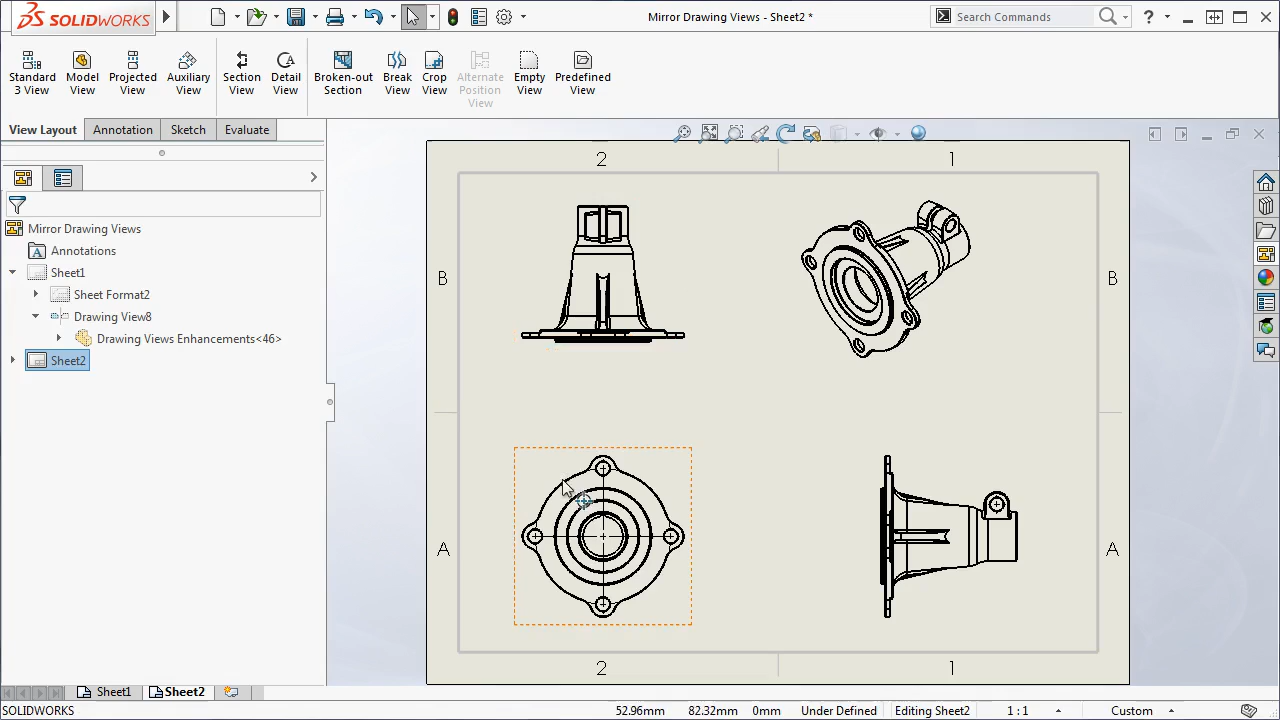 SOLIDWORKS
Mirror Drawing Views - Sheet2 *
Search Commands
?
Standard
3 View
Model
View
Projected
View
Auxiliary
View
Section
View
Detail
View
Broken-out
Section
Break
View
Crop
View
Alternate
Position
View
Empty
View
Predefined
View
View Layout
Annotation
Sketch
Evaluate
Mirror Drawing Views
A Annotations
Sheet1
Sheet Format2
Drawing View8
Drawing Views Enhancements<46>
Sheet2
2
1
B
B
A
A
2
1
Sheet1
Sheet2
SOLIDWORKS
52.96mm
82.32mm
0mm
Under Defined
Editing Sheet2
1 : 1
Custom